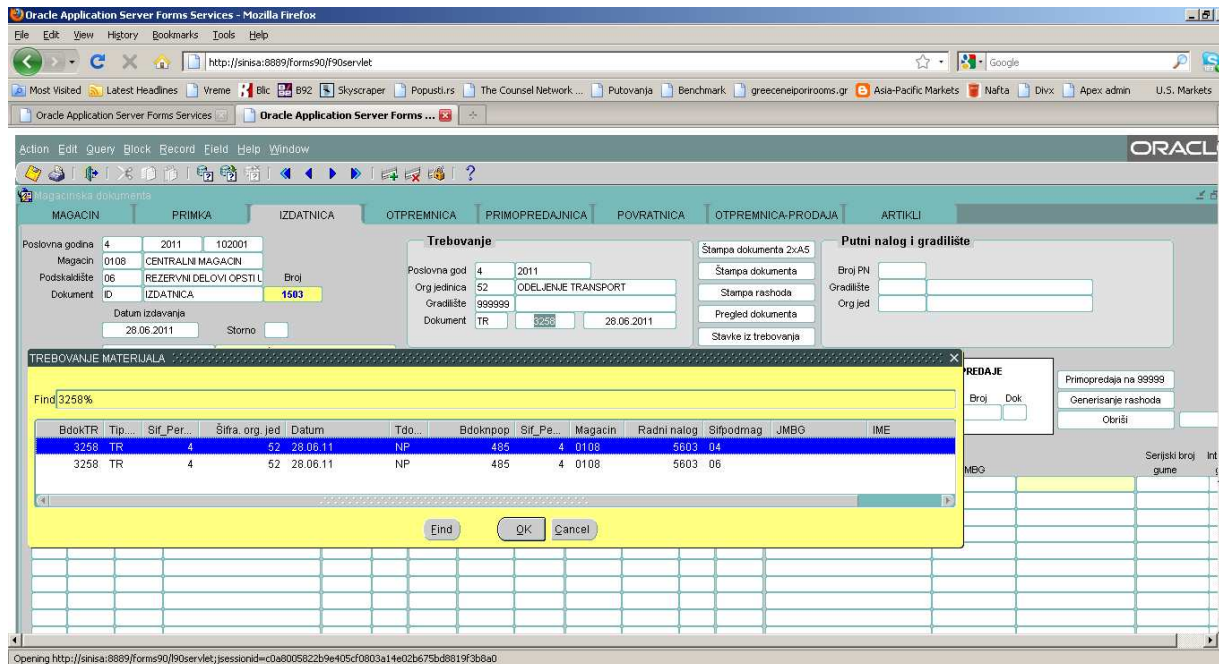 Oracle Application Server Forms Services - Mozilla Firefox
File Edit View History Bookmarks Tools Help
http://sinisa:8889/forms90/f90servlet
Google
Most Visited Latest Headlines Vreme Blic B92 Skyscraper Popusti.rs The Counsel Network ... Putovanja Benchmark greeceneiporirooms.gr Asia-Pacific Markets Nafta Divx Apex admin U.S. Markets
Oracle Application Server Forms Services Oracle Application Server Forms ...
Action Edit Query Block Record Field Help Window
ORACL
Magacinska dokumenta
MAGACIN PRIMKA IZDATNICA OTPREMNICA PRIMOPREDAJNICA POVRATNICA OTPREMNICA-PRODAJA ARTIKLI
Poslovna godina 4 2011 102001
Magacin 0108 CENTRALNI MAGACIN
Podskaldište 06 REZERVNI DELOVI OPSTI U Broj
Dokument ID IZDATNICA 1503
Datum izdavanja
28.06.2011 Storno
Trebovanje
Poslovna god 4 2011
Org jedinica 52 ODELJENJE TRANSPORT
Gradilište 999999
Dokument TR 3258 28.06.2011
Štampa dokumenta 2xA5
Štampa dokumenta
Stampa rashoda
Pregled dokumenta
Stavke iz trebovanja
Putni nalog i gradilište
Broj PN
Gradilište
Org jed
TREBOVANJE MATERIJALA
Find 3258%
BdokTR Tip.... Sif_Per... Šifra. org. jed Datum Tdo... Bdoknpop Sif_Pe... Magacin Radni nalog Sifpodmag JMBG IME
3258 TR 4 52 28.06.11 NP 485 4 0108 5603 04
3258 TR 4 52 28.06.11 NP 485 4 0108 5603 06
Find OK Cancel
PREDAJE
Broj Dok
Primopredaja na 99999
Generisanje rashoda
Obriši
JMBG
Serijski broj
gume
Int
Opening http://sinisa:8889/forms90/l90servlet;jsessionid=c0a8005822b9e405cf0803a14e02b675bd8819f3b8a0